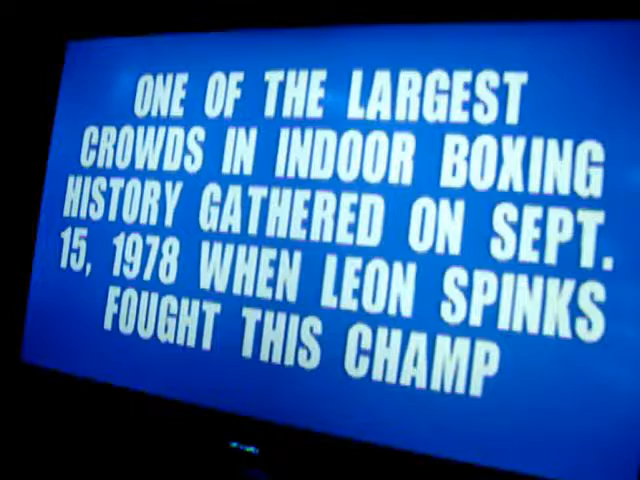 ONE OF THE LARGEST
CROWDS IN INDOOR BOXING
HISTORY GATHERED ON SEPT.
15, 1978 WHEN LEON SPINKS
FOUGHT THIS CHAMP